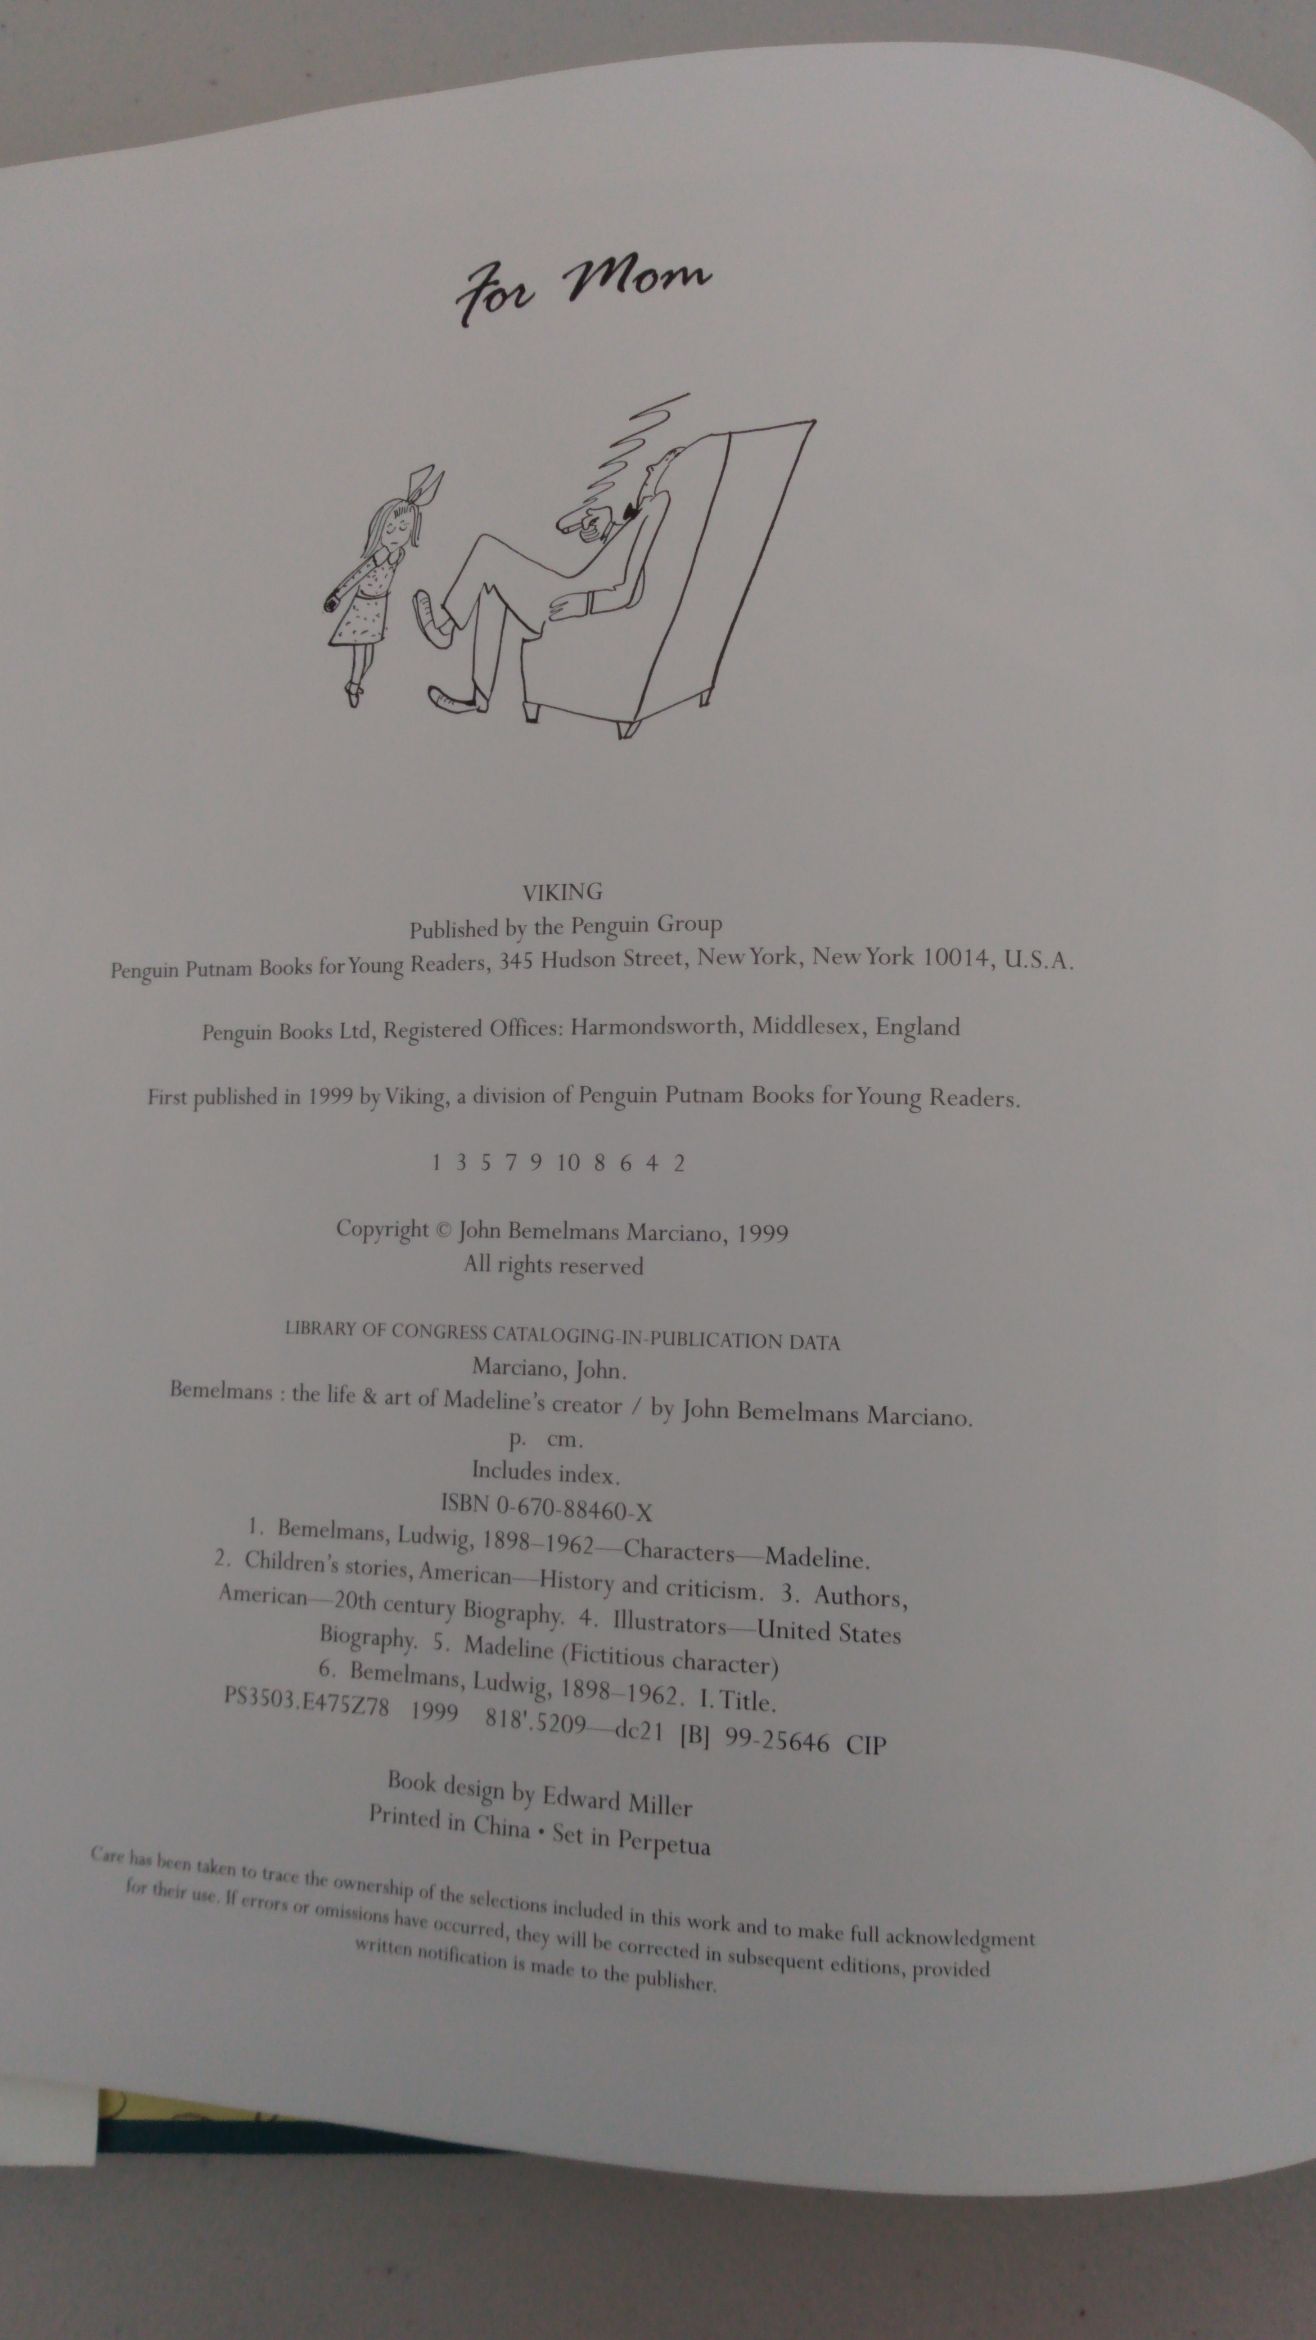 For Mom
VIKING
Published by the Penguin Group
Penguin Putnam Books for Young Readers, 345 Hudson Street, New York, New York 10014, U.S.A.
Penguin Books Ltd, Registered Offices: Harmondsworth, Middlesex, England
First published in 1999 by Viking, a division of Penguin Putnam Books for Young Readers.
1 3 5 7 9 10 8 6 4 2
Copyright © John Bemelmans Marciano, 1999
All rights reserved
LIBRARY OF CONGRESS CATALOGING-IN-PUBLICATION DATA
Marciano, John.
Bemelmans : the life & art of Madeline's creator / by John Bemelmans Marciano.
p. cm.
Includes index.
ISBN 0-670-88460-X
1. Bemelmans, Ludwig, 1898–1962—Characters—Madeline.
2. Children's stories, American—History and criticism. 3. Authors,
American—20th century Biography. 4. Illustrators—United States
Biography. 5. Madeline (Fictitious character)
6. Bemelmans, Ludwig, 1898–1962. I. Title.
PS3503.E475Z78 1999 818'.5209—dc21 [B] 99-25646 CIP
Book design by Edward Miller
Printed in China • Set in Perpetua
Care has been taken to trace the ownership of the selections included in this work and to make full acknowledgment
for their use. If errors or omissions have occurred, they will be corrected in subsequent editions, provided
written notification is made to the publisher.